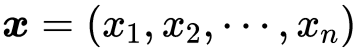 𝒙 = (x₁, x₂, ⋯, xₙ)